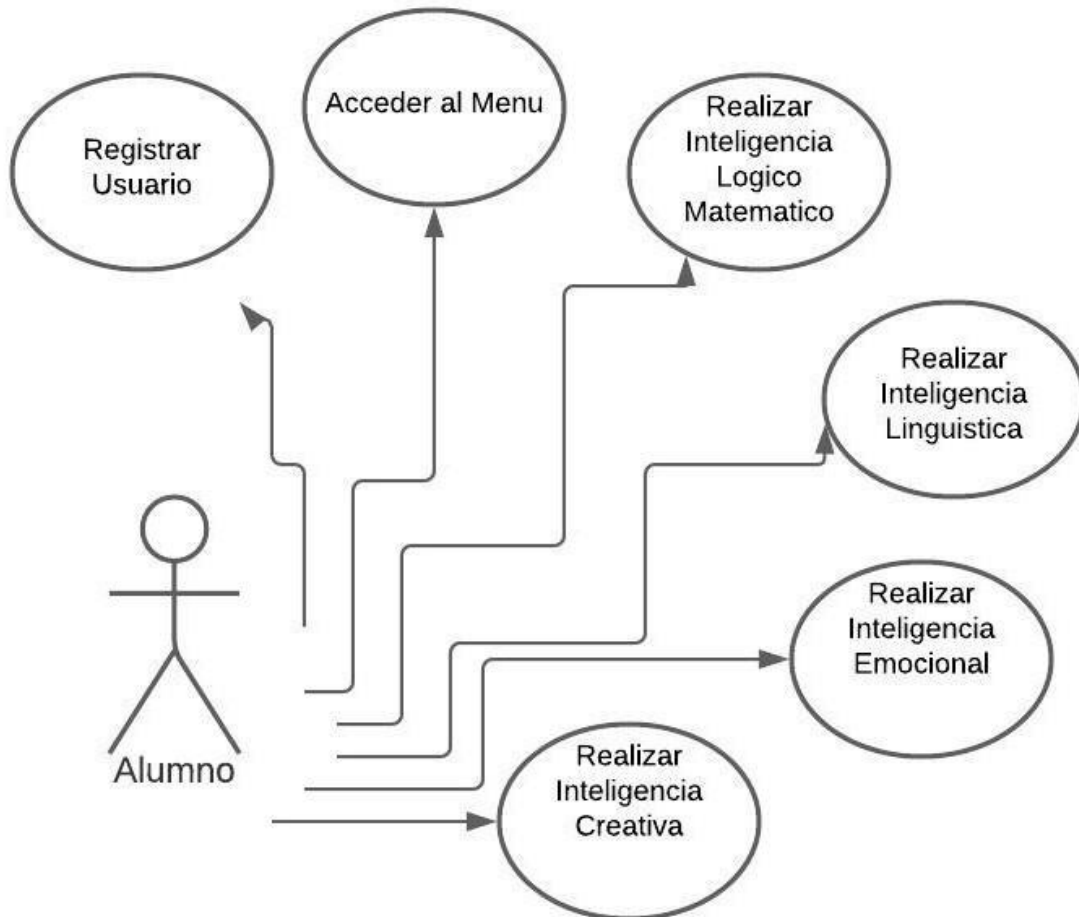 Registrar
Usuario
Acceder al Menu
Realizar
Inteligencia
Logico
Matematico
Realizar
Inteligencia
Linguistica
Realizar
Inteligencia
Emocional
Realizar
Inteligencia
Creativa
Alumno